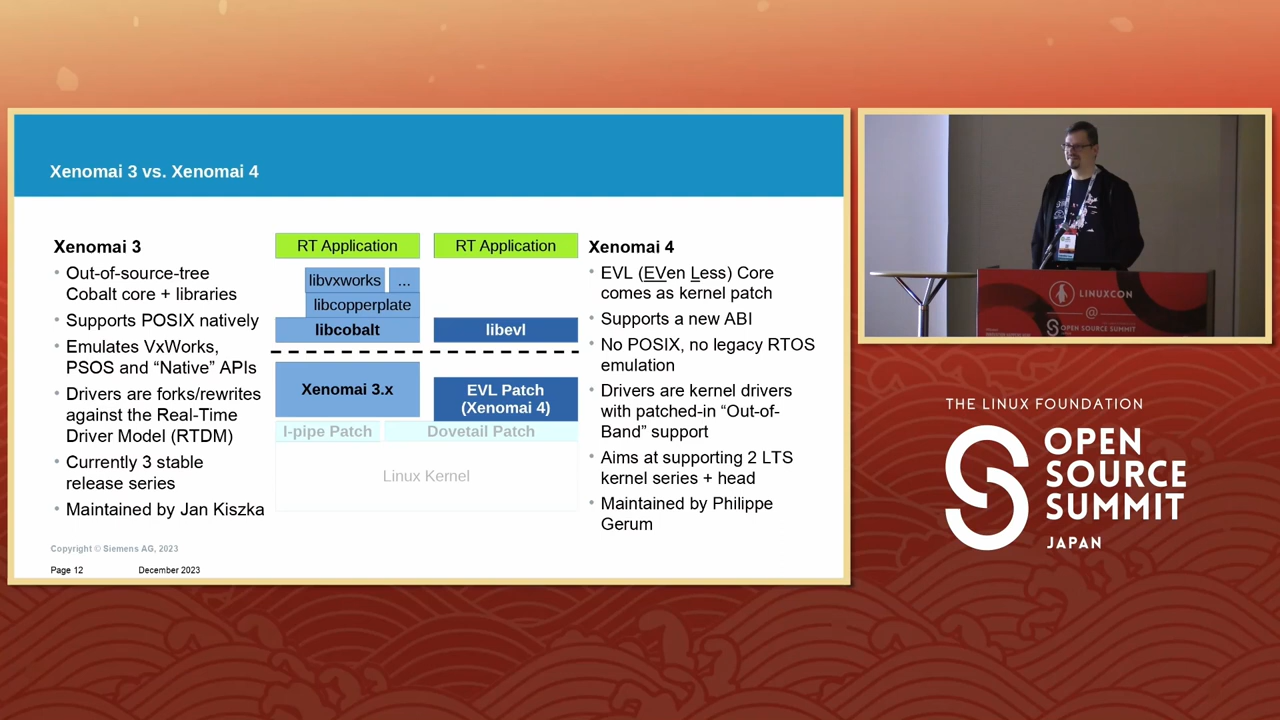 Xenomai 3 vs. Xenomai 4
Xenomai 3
Out-of-source-tree
Cobalt core + libraries
Supports POSIX natively
Emulates VxWorks,
PSOS and “Native” APIs
Drivers are forks/rewrites
against the Real-Time
Driver Model (RTDM)
Currently 3 stable
release series
Maintained by Jan Kiszka
RT Application
RT Application
libvxworks
...
libcopperplate
libcobalt
libevl
Xenomai 3.x
EVL Patch
(Xenomai 4)
I-pipe Patch
Dovetail Patch
Linux Kernel
Xenomai 4
EVL (EVen Less) Core
comes as kernel patch
Supports a new ABI
No POSIX, no legacy RTOS
emulation
Drivers are kernel drivers
with patched-in “Out-of-
Band” support
Aims at supporting 2 LTS
kernel series + head
Maintained by Philippe
Gerum
Copyright © Siemens AG, 2023
Page 12
December 2023
LINUXCON
@
OPEN SOURCE SUMMIT
THE LINUX FOUNDATION
OPEN
SOURCE
SUMMIT
JAPAN